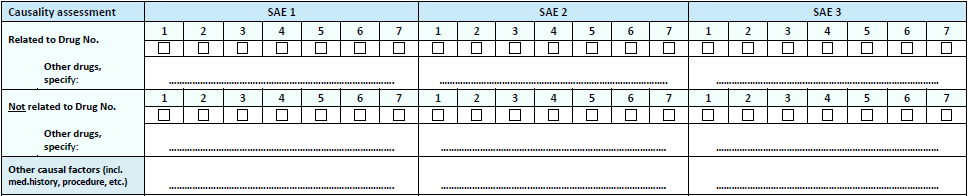 Causality assessment SAE 1 SAE 2 SAE 3
Related to Drug No. 1 2 3 4 5 6 7 1 2 3 4 5 6 7 1 2 3 4 5 6 7
☐ ☐ ☐ ☐ ☐ ☐ ☐ ☐ ☐ ☐ ☐ ☐ ☐ ☐ ☐ ☐ ☐ ☐ ☐ ☐ ☐
Other drugs,
specify: ........................ ........................ ........................
Not related to Drug No. 1 2 3 4 5 6 7 1 2 3 4 5 6 7 1 2 3 4 5 6 7
☐ ☐ ☐ ☐ ☐ ☐ ☐ ☐ ☐ ☐ ☐ ☐ ☐ ☐ ☐ ☐ ☐ ☐ ☐ ☐ ☐
Other drugs,
specify: ........................ ........................ ........................
Other causal factors (incl.
med.history, procedure, etc.) ........................ ........................ ........................